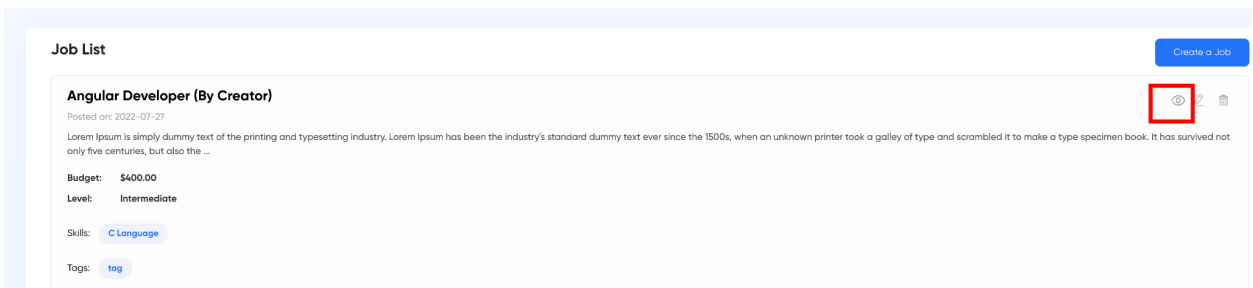 Job List
Create a Job
Angular Developer (By Creator)
Posted on: 2022-07-27
Lorem Ipsum is simply dummy text of the printing and typesetting industry. Lorem Ipsum has been the industry's standard dummy text ever since the 1500s, when an unknown printer took a galley of type and scrambled it to make a type specimen book. It has survived not
only five centuries, but also the ...
Budget: $400.00
Level: Intermediate
Skills: C Language
Tags: tag